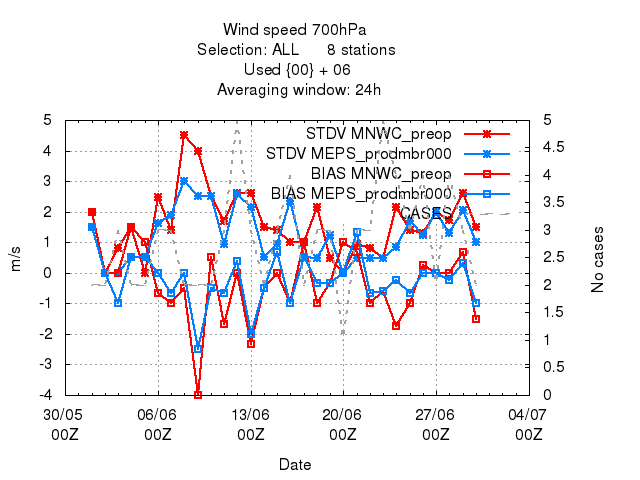 Wind speed 700hPa
Selection: ALL 8 stations
Used {00} + 06
Averaging window: 24h
STDV MNWC_preop
STDV MEPS_prodmbr000
BIAS MNWC_preop
BIAS MEPS_prodmbr000
CASES
m/s
5
4
3
2
1
0
-1
-2
-3
-4
5
4.5
4
3.5
3
2.5
2
1.5
1
0.5
0
No cases
30/05 06/06 13/06 20/06 27/06 04/07
00Z 00Z 00Z 00Z 00Z 00Z
Date